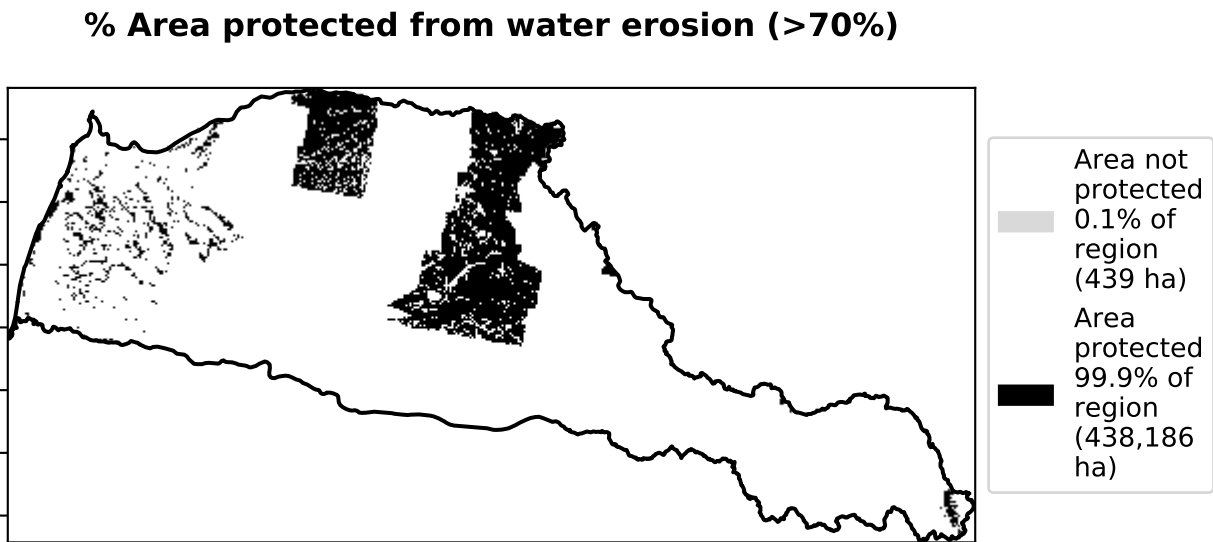 % Area protected from water erosion (>70%)
Area not
protected
0.1% of
region
(439 ha)
Area
protected
99.9% of
region
(438,186
ha)